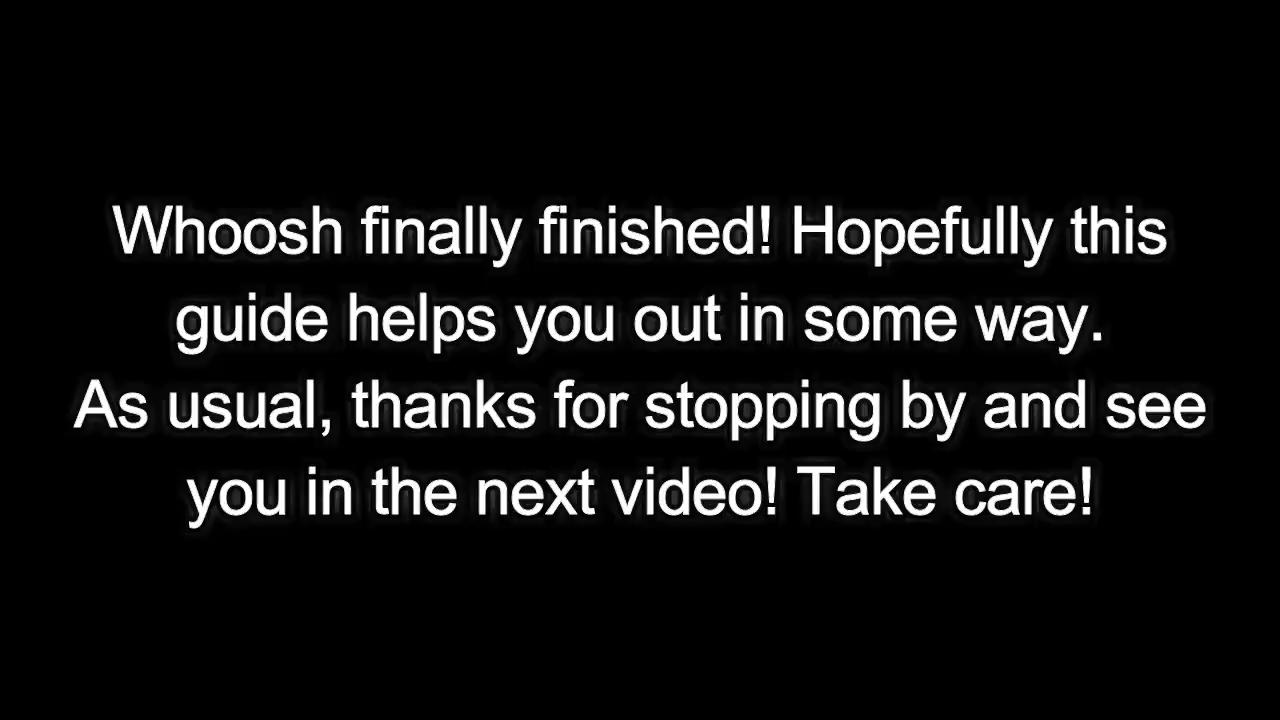 Whoosh finally finished! Hopefully this
guide helps you out in some way.
As usual, thanks for stopping by and see
you in the next video! Take care!